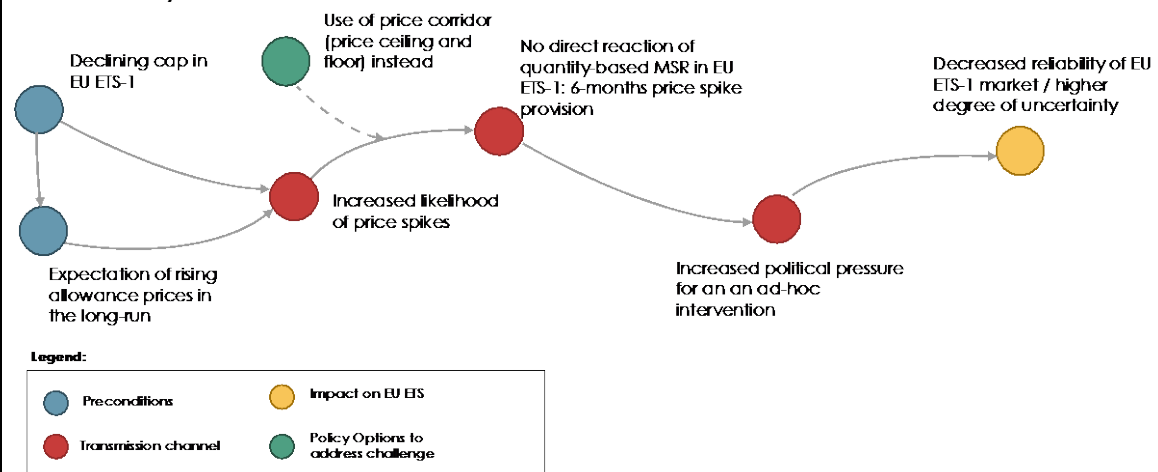 Use of price corridor
(price ceiling and
floor) instead
No direct reaction of
quantity-based MSR in EU
ETS-1: 6-months price spike
provision
Declining cap in
EU ETS-1
Decreased reliability of EU
ETS-1 market / higher
degree of uncertainty
Increased likelihood
of price spikes
Expectation of rising
allowance prices in
the long-run
Increased political pressure
for an an ad-hoc
intervention
Legend:
Preconditions
Impact on EU ETS
Transmission channel
Policy Options to
address challenge